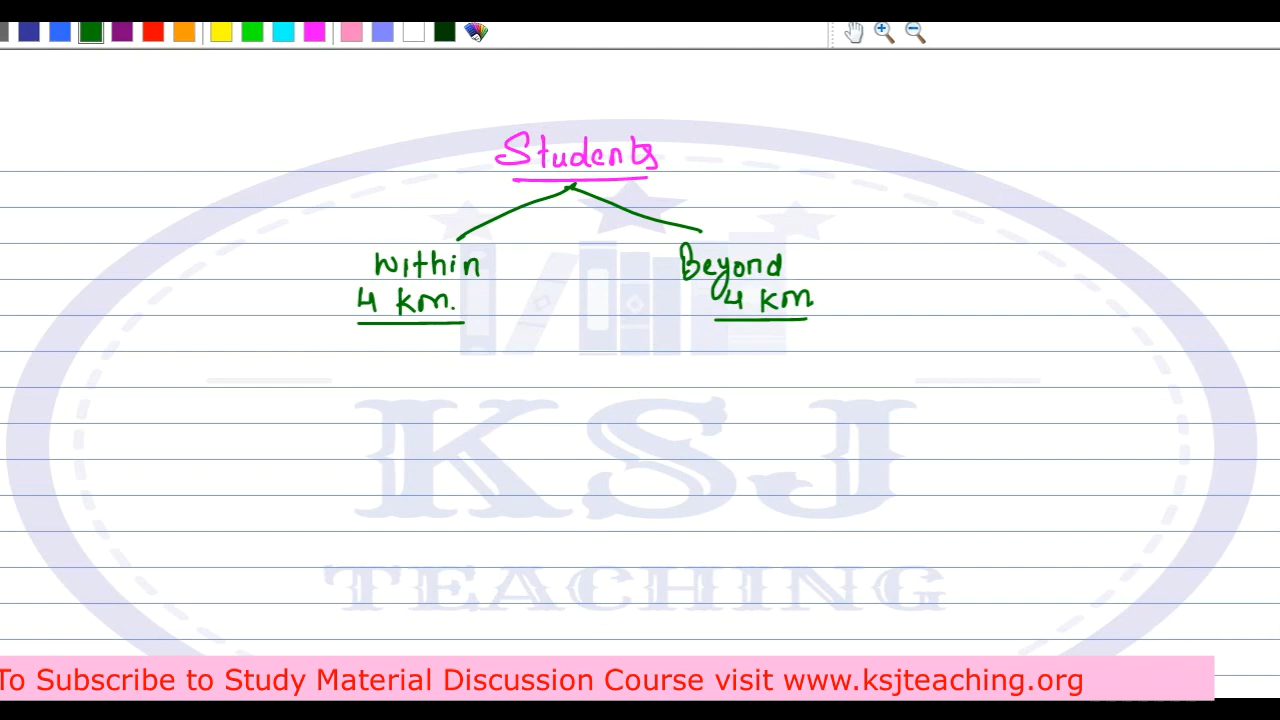 Students
Within
4 km.
Beyond
4 km
KSJ
TEACHING
To Subscribe to Study Material Discussion Course visit www.ksjteaching.org